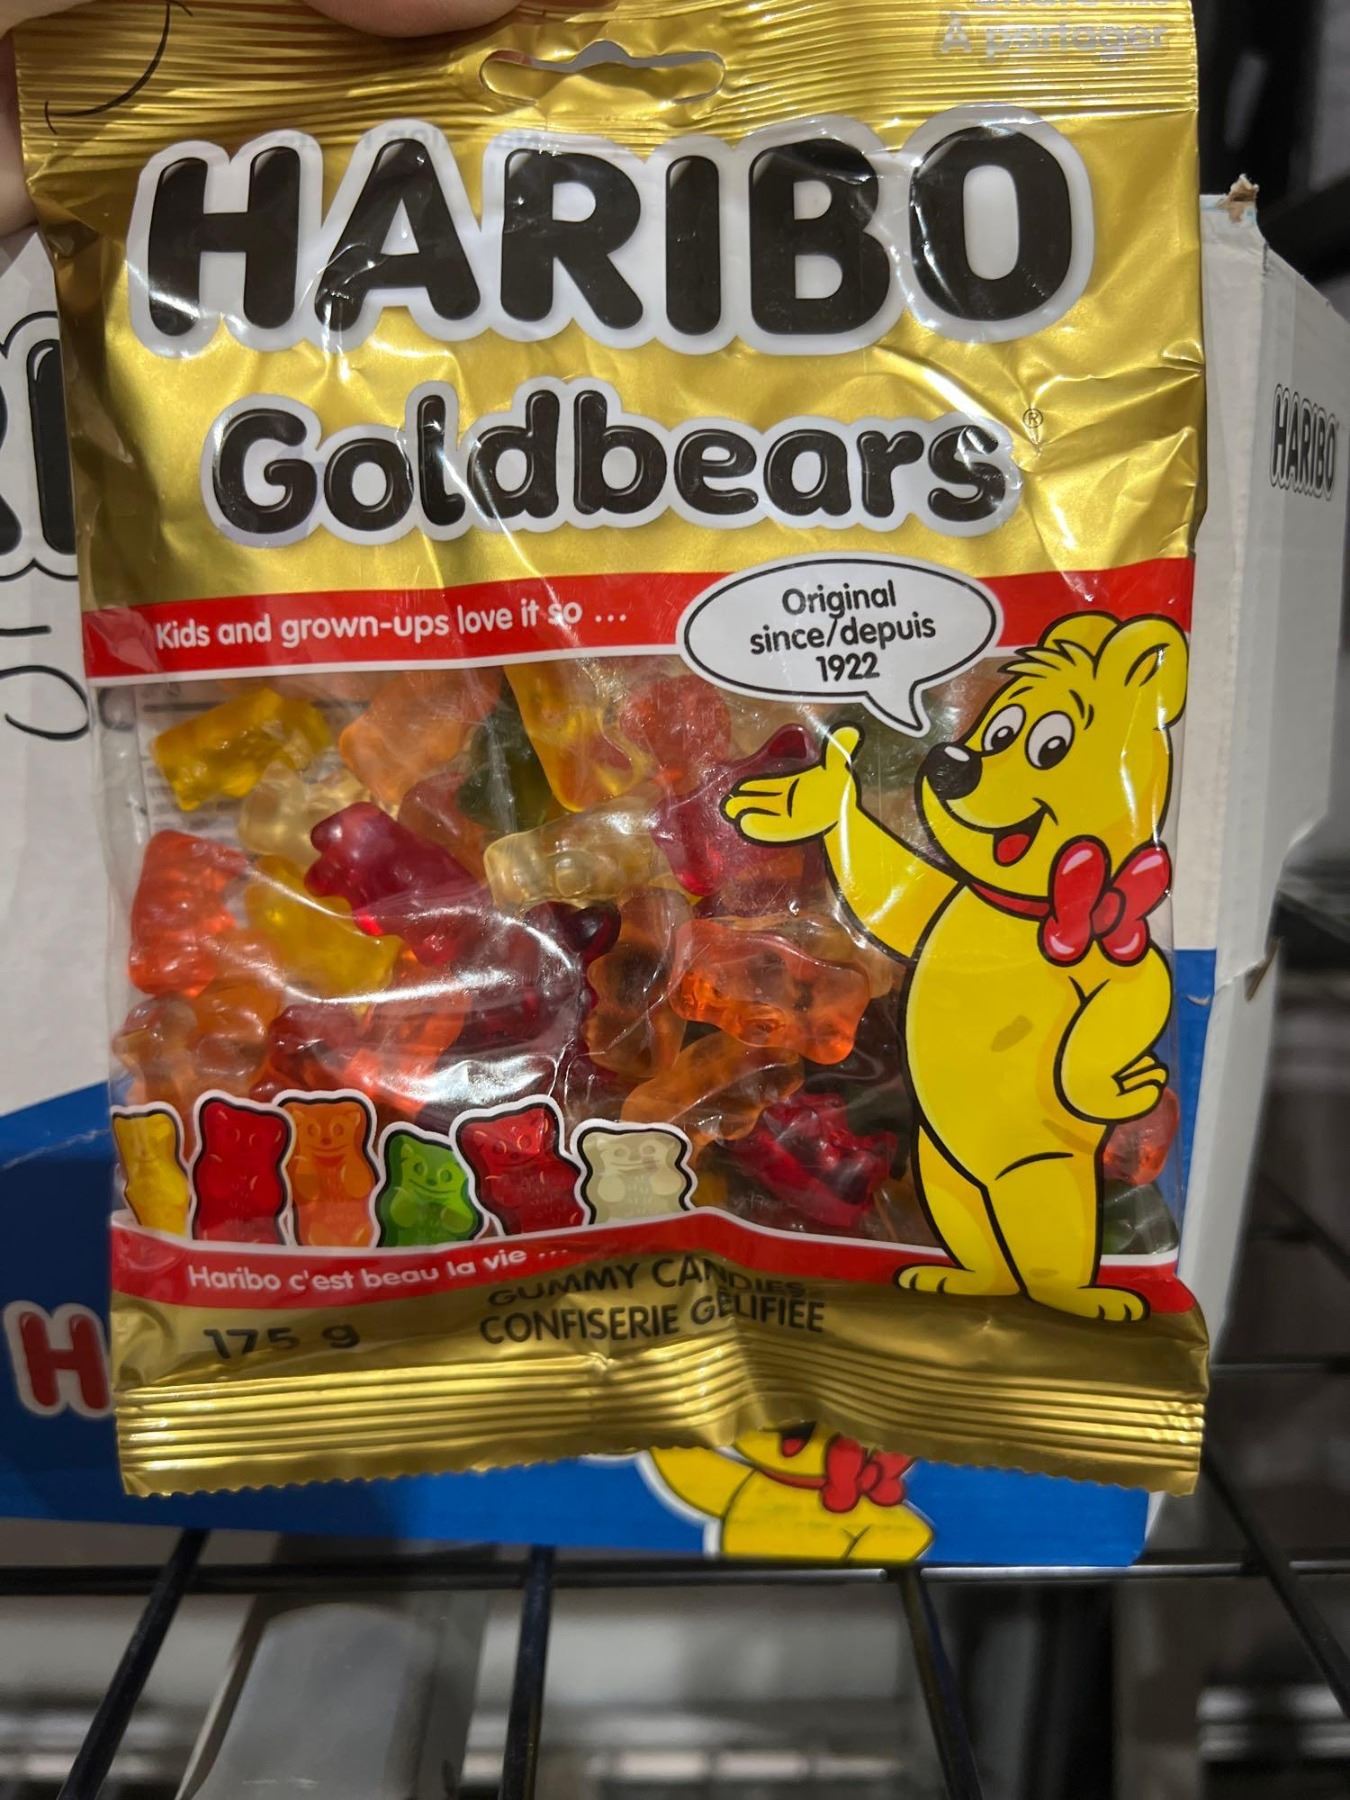 À partager
HARIBO
Goldbears®
Kids and grown-ups love it so ...
Original
since/depuis
1922
HARIBO
Haribo c'est beau la vie ...
GUMMY CANDIES
CONFISERIE GÉLIFIÉE
175 g
H